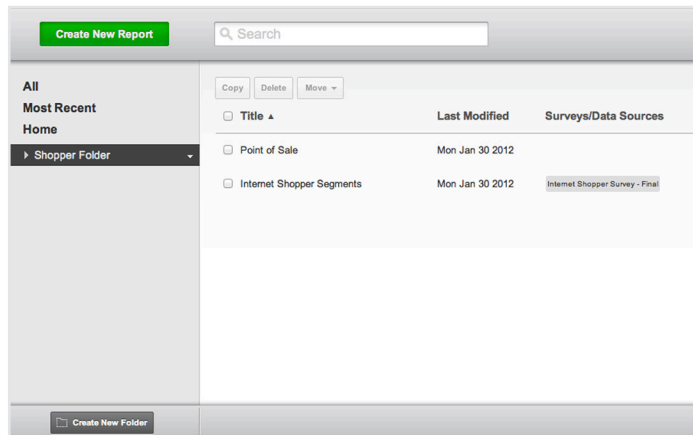 Create New Report
Search
All
Most Recent
Home
Shopper Folder
Copy Delete Move
Title Last Modified Surveys/Data Sources
Point of Sale Mon Jan 30 2012
Internet Shopper Segments Mon Jan 30 2012 Internet Shopper Survey - Final
Create New Folder